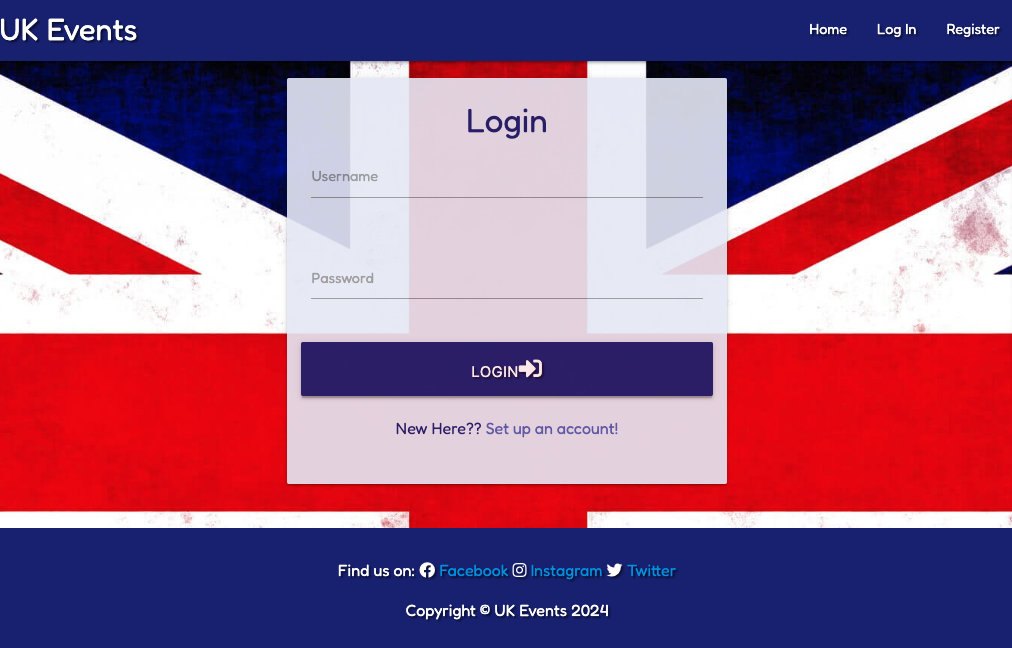 UK Events
Home Log In Register
Login
Username
Password
LOGIN
New Here?? Set up an account!
Find us on: Facebook Instagram Twitter
Copyright © UK Events 2024